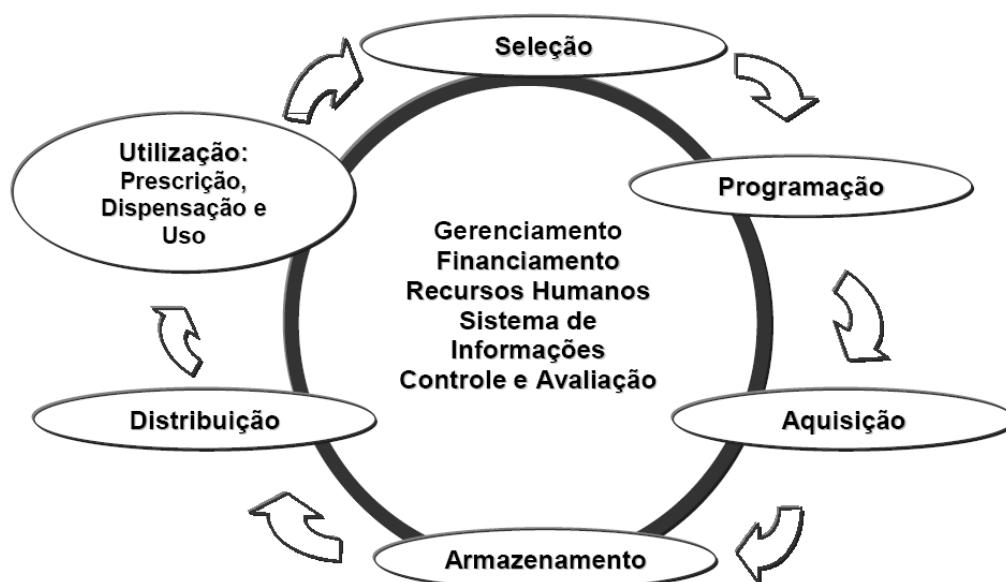 Seleção
Programação
Aquisição
Armazenamento
Distribuição
Utilização:
Prescrição,
Dispensação e
Uso
Gerenciamento
Financiamento
Recursos Humanos
Sistema de
Informações
Controle e Avaliação